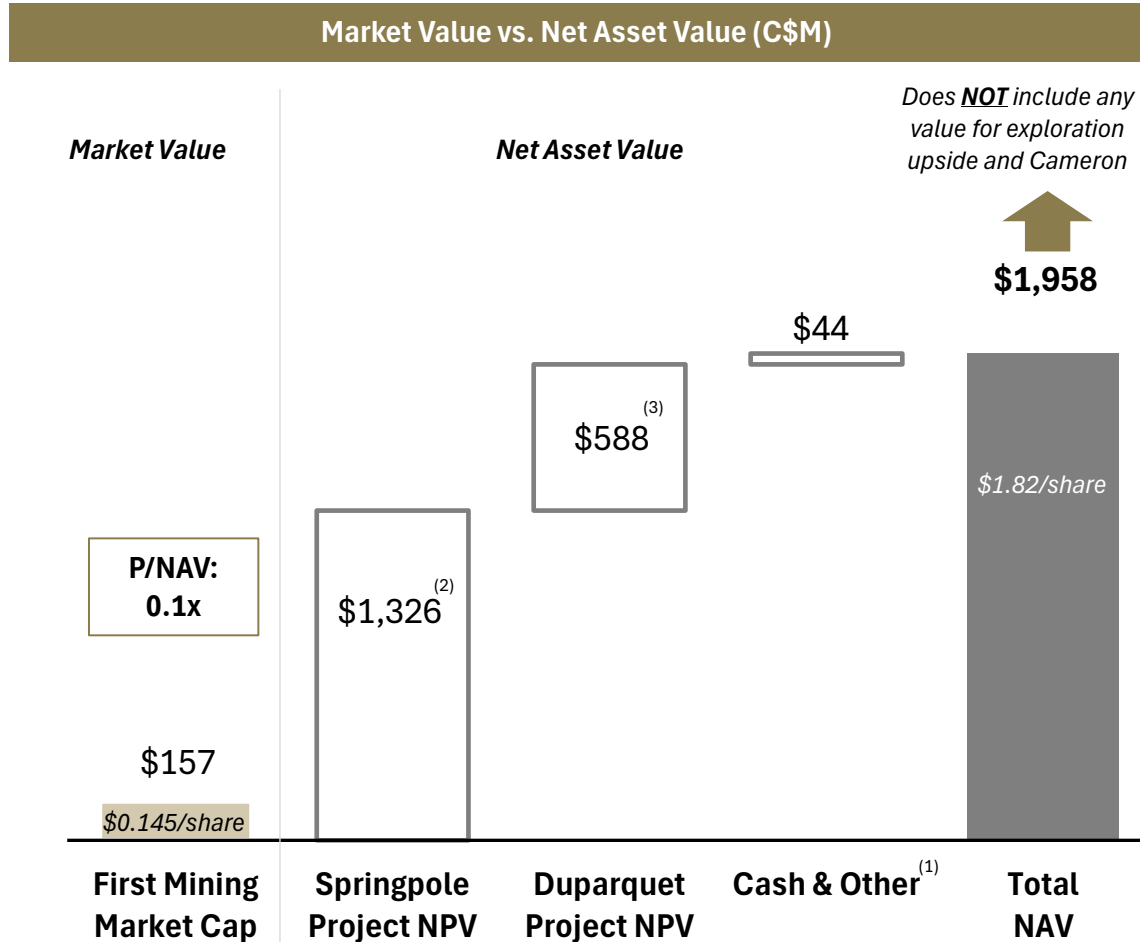 Market Value vs. Net Asset Value (C$M)
Does NOT include any
value for exploration
upside and Cameron
Market Value
Net Asset Value
$1,958
$44
$588(3)
$1.82/share
P/NAV:
0.1x
$1,326(2)
$157
$0.145/share
First Mining
Market Cap
Springpole
Project NPV
Duparquet
Project NPV
Cash & Other(1)
Total
NAV